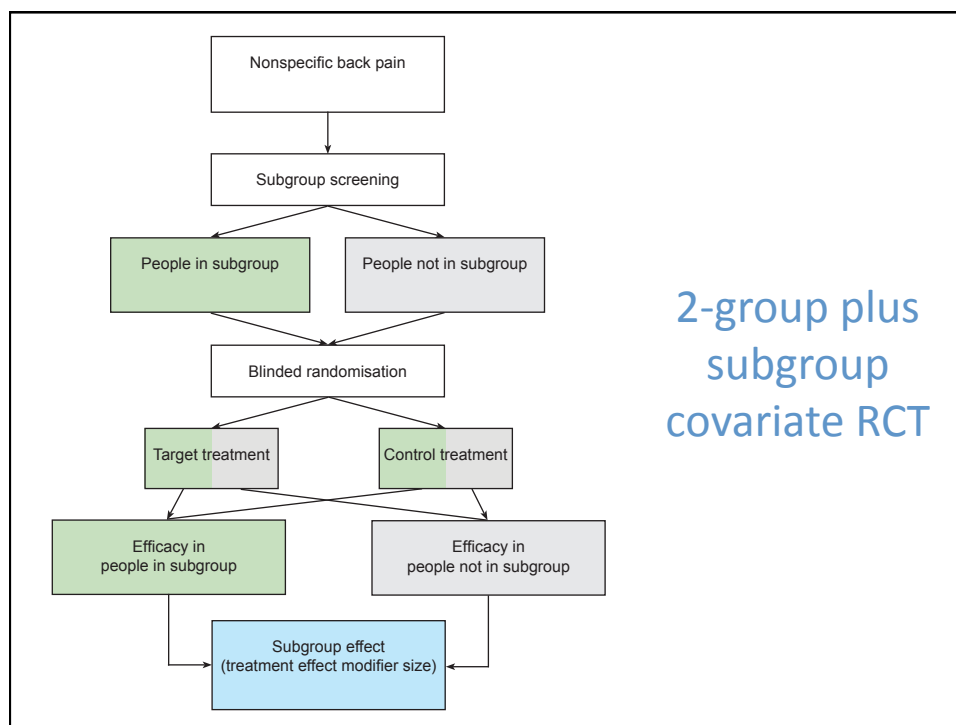 Nonspecific back pain
Subgroup screening
People in subgroup
People not in subgroup
Blinded randomisation
Target treatment
Control treatment
Efficacy in
people in subgroup
Efficacy in
people not in subgroup
Subgroup effect
(treatment effect modifier size)
2-group plus
subgroup
covariate RCT